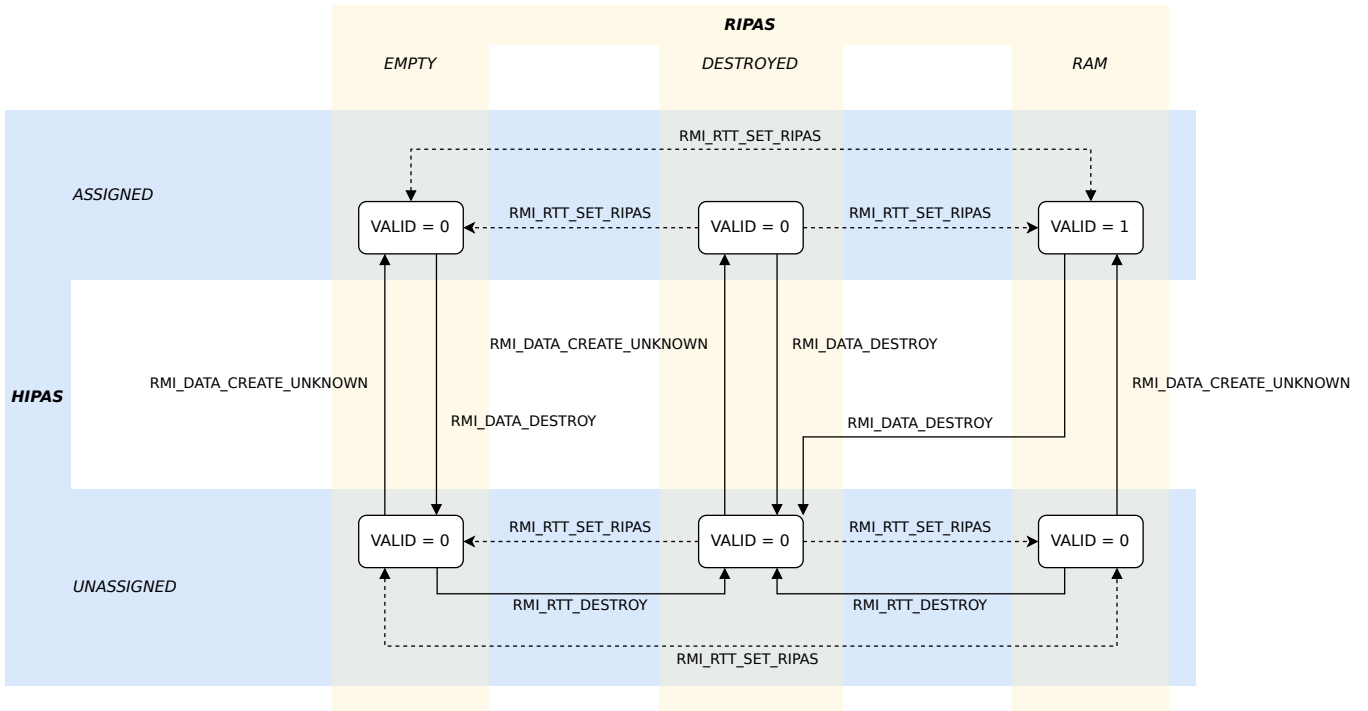 RIPAS
EMPTY
DESTROYED
RAM
RMI_RTT_SET_RIPAS
ASSIGNED
VALID = 0
RMI_RTT_SET_RIPAS
VALID = 0
RMI_RTT_SET_RIPAS
VALID = 1
RMI_DATA_CREATE_UNKNOWN
RMI_DATA_DESTROY
RMI_DATA_CREATE_UNKNOWN
RMI_DATA_CREATE_UNKNOWN
HIPAS
RMI_DATA_DESTROY
RMI_DATA_DESTROY
VALID = 0
RMI_RTT_SET_RIPAS
VALID = 0
RMI_RTT_SET_RIPAS
VALID = 0
UNASSIGNED
RMI_RTT_DESTROY
RMI_RTT_DESTROY
RMI_RTT_SET_RIPAS